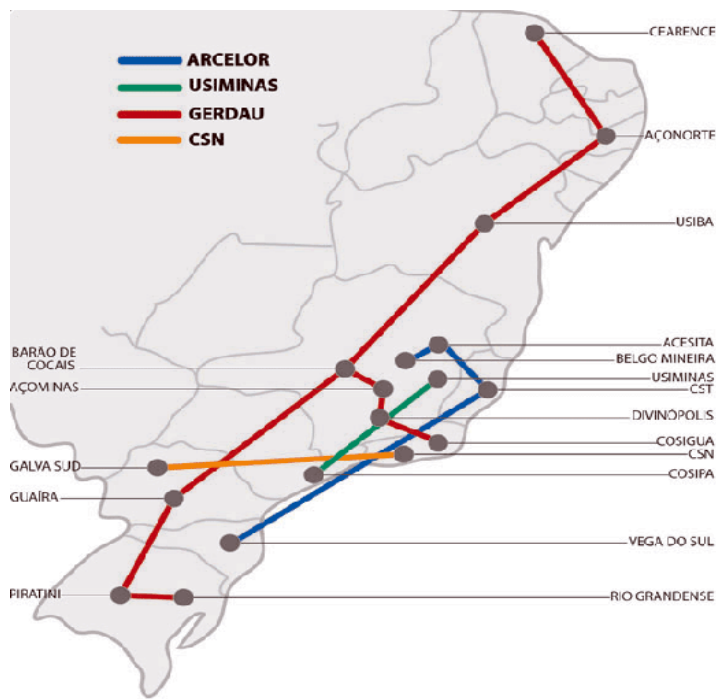 CEARENCE
ARCELOR
USIMINAS
GERDAU
CSN
AÇONORTE
USIBA
ACESITA
BARÃO DE
COCAIS
BELGO MINEIRA
USIMINAS
AÇOMINAS
CST
DIVINÓPOLIS
COSIGUA
CSN
GALVA SUD
COSIPA
GUAÍRA
VEGA DO SUL
PIRATINI
RIO GRANDENSE